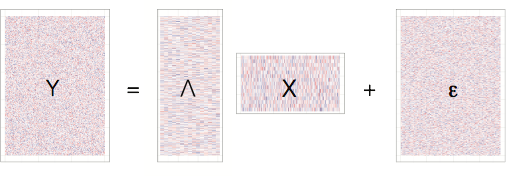 Y = Λ X + ε